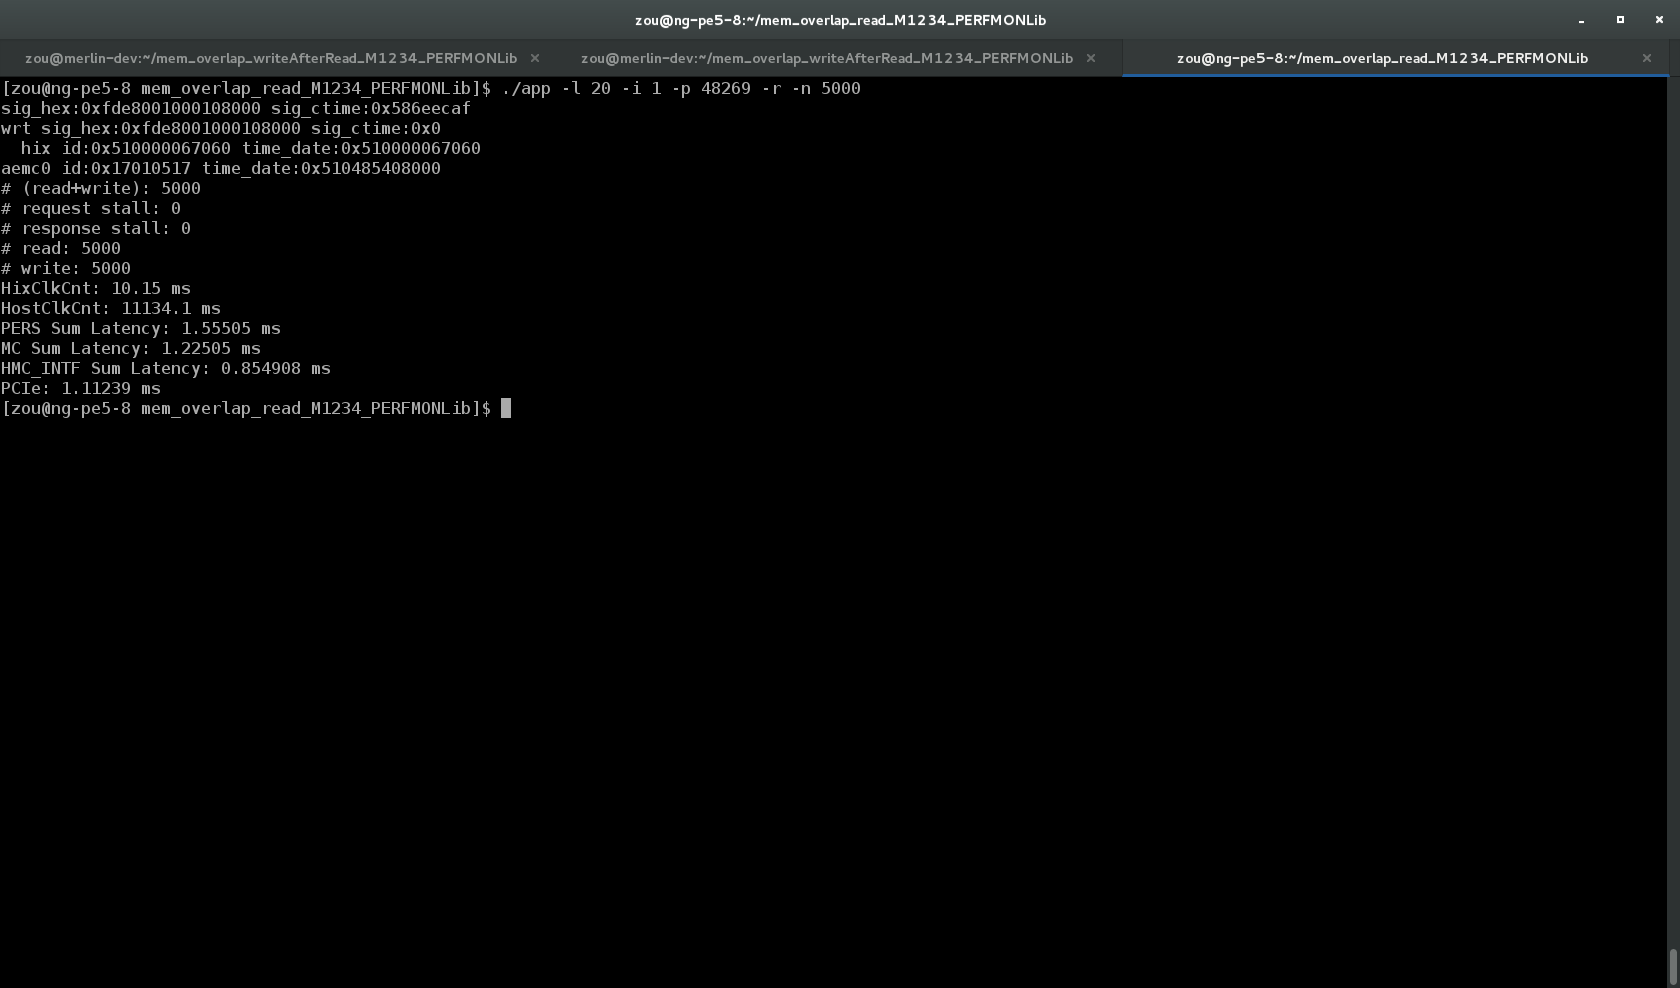 zou@ng-pe5-8:~/mem_overlap_read_M1234_PERFMONLib
zou@merlin-dev:~/mem_overlap_writeAfterRead_M1234_PERFMONLib
zou@merlin-dev:~/mem_overlap_writeAfterRead_M1234_PERFMONLib
zou@ng-pe5-8:~/mem_overlap_read_M1234_PERFMONLib
[zou@ng-pe5-8 mem_overlap_read_M1234_PERFMONLib]$ ./app -l 20 -i 1 -p 48269 -r -n 5000
sig_hex:0xfde8001000108000 sig_ctime:0x586eecaf
wrt sig_hex:0xfde8001000108000 sig_ctime:0x0
  hix id:0x510000067060 time_date:0x510000067060
aemc0 id:0x17010517 time_date:0x510485408000
# (read+write): 5000
# request stall: 0
# response stall: 0
# read: 5000
# write: 5000
HixClkCnt: 10.15 ms
HostClkCnt: 11134.1 ms
PERS Sum Latency: 1.55505 ms
MC Sum Latency: 1.22505 ms
HMC_INTF Sum Latency: 0.854908 ms
PCIe: 1.11239 ms
[zou@ng-pe5-8 mem_overlap_read_M1234_PERFMONLib]$